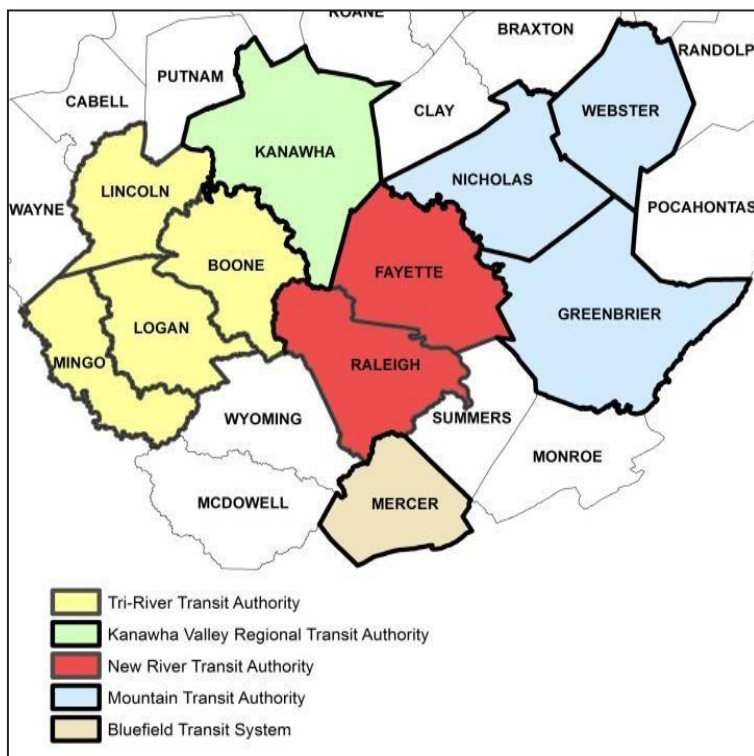 ROANE
BRAXTON
RANDOLP
PUTNAM
CABELL
CLAY
WEBSTER
KANAWHA
NICHOLAS
LINCOLN
WAYNE
POCAHONTAS
BOONE
FAYETTE
GREENBRIER
LOGAN
MINGO
RALEIGH
WYOMING
SUMMERS
MONROE
MCDOWELL
MERCER
Tri-River Transit Authority
Kanawha Valley Regional Transit Authority
New River Transit Authority
Mountain Transit Authority
Bluefield Transit System